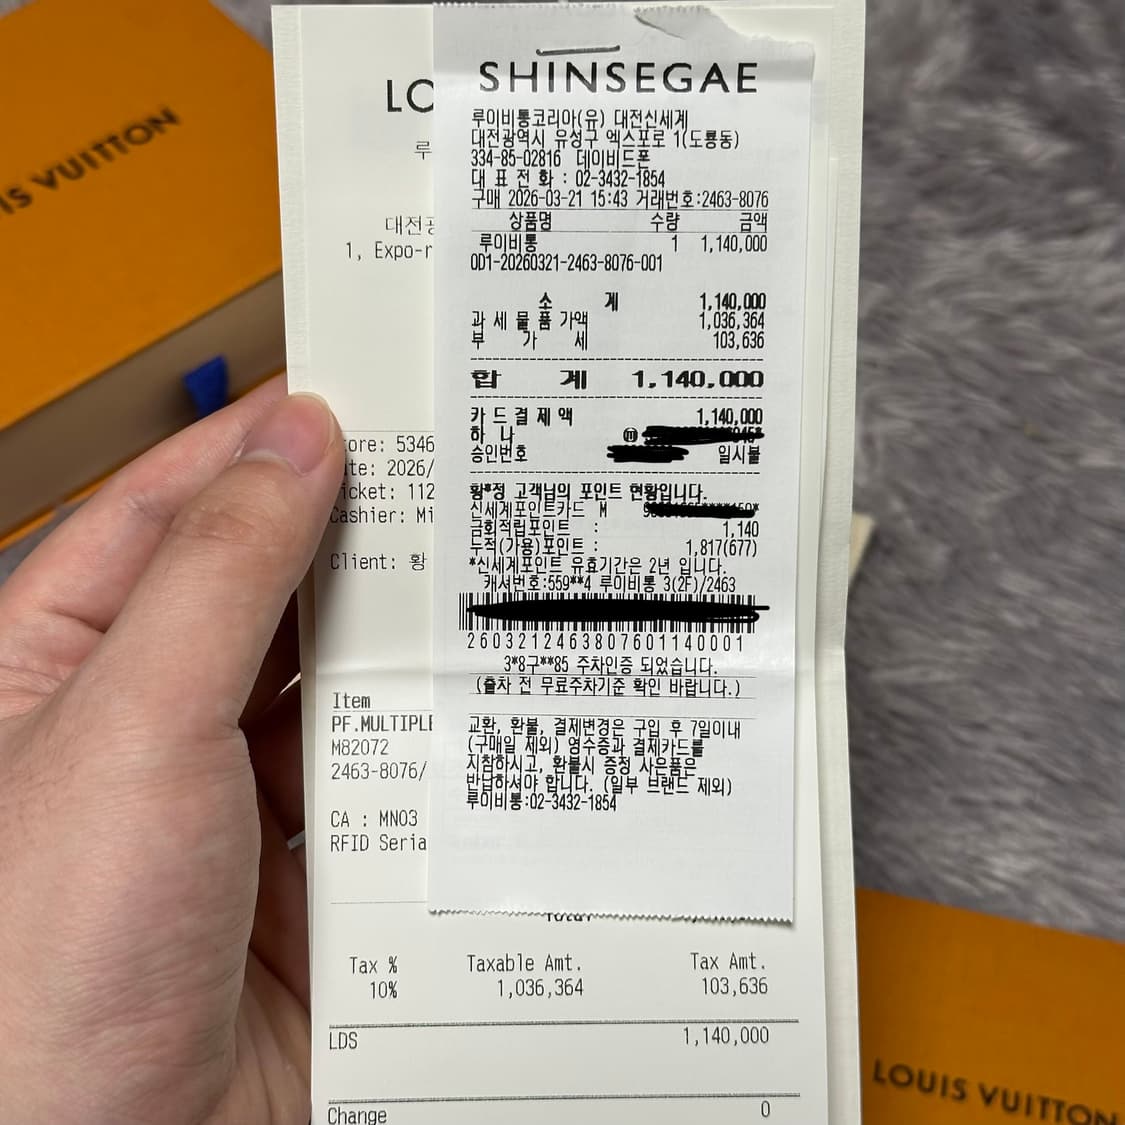 LOUIS VUITTON
SHINSEGAE
루이비통코리아(유) 대전신세계
대전광역시 유성구 엑스포로 1(도룡동)
334-85-02816 데이비드폰
대 표 전 화 : 02-3432-1854
구매 2026-03-21 15:43 거래번호:2463-8076
상품명 수량 금액
루이비통 1 1,140,000
0D1-20260321-2463-8076-001
소 계 1,140,000
과 세 물 품 가액 1,036,364
부 가 세 103,636
합 계 1,140,000
카 드 결 제 액 1,140,000
하 나
승인번호 일시불
황*정 고객님의 포인트 현황입니다.
신세계포인트카드 M
금회적립포인트 : 1,140
누적(가용)포인트 : 1,817(677)
*신세계포인트 유효기간은 2년 입니다.
캐셔번호:559**4 루이비통 3(2F)/2463
26032124638076011400001
3*8구**85 주차인증 되었습니다.
(출차 전 무료주차기준 확인 바랍니다.)
교환, 환불, 결제변경은 구입 후 7일이내
(구매일 제외) 영수증과 결제카드를
지참하시고, 환불시 증정 사은품은
반납하셔야 합니다. (일부 브랜드 제외)
루이비통:02-3432-1854
LO
루
대전광
1, Expo-r
tore: 5346
te: 2026/
icket: 112
Cashier: Mi
Client: 황
Item
PF.MULTIPLE
M82072
2463-8076/
CA : MN03
RFID Seria
Total
Tax % Taxable Amt. Tax Amt.
10% 1,036,364 103,636
LDS 1,140,000
Change 0
LOUIS VUITTON